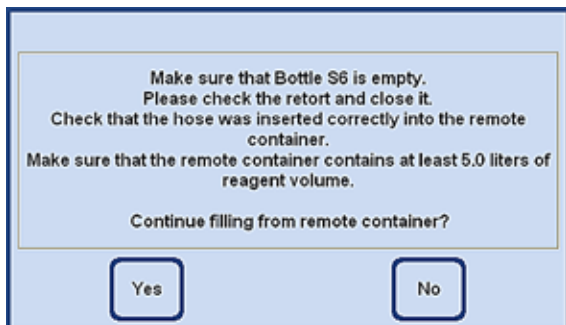 Make sure that Bottle S6 is empty.
Please check the retort and close it.
Check that the hose was inserted correctly into the remote
container.
Make sure that the remote container contains at least 5.0 liters of
reagent volume.
Continue filling from remote container?
Yes
No